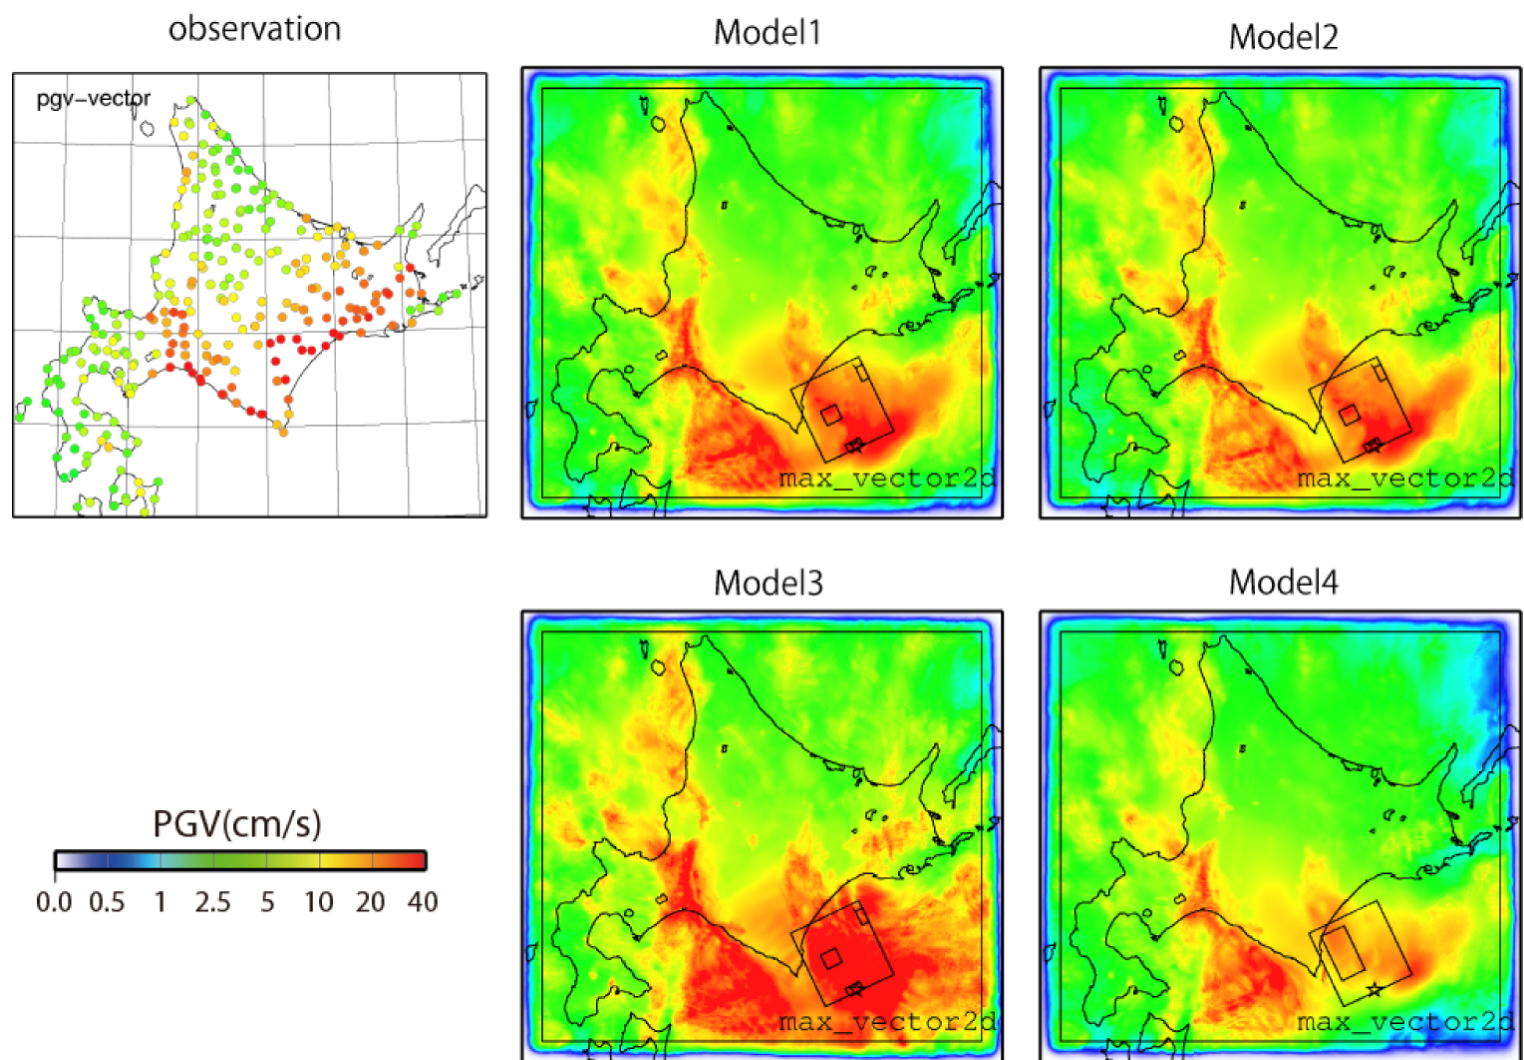 observation
Model1
Model2
pgv-vector
max_vector2d
max_vector2d
Model3
Model4
max_vector2d
max_vector2d
PGV(cm/s)
0.0 0.5 1 2.5 5 10 20 40